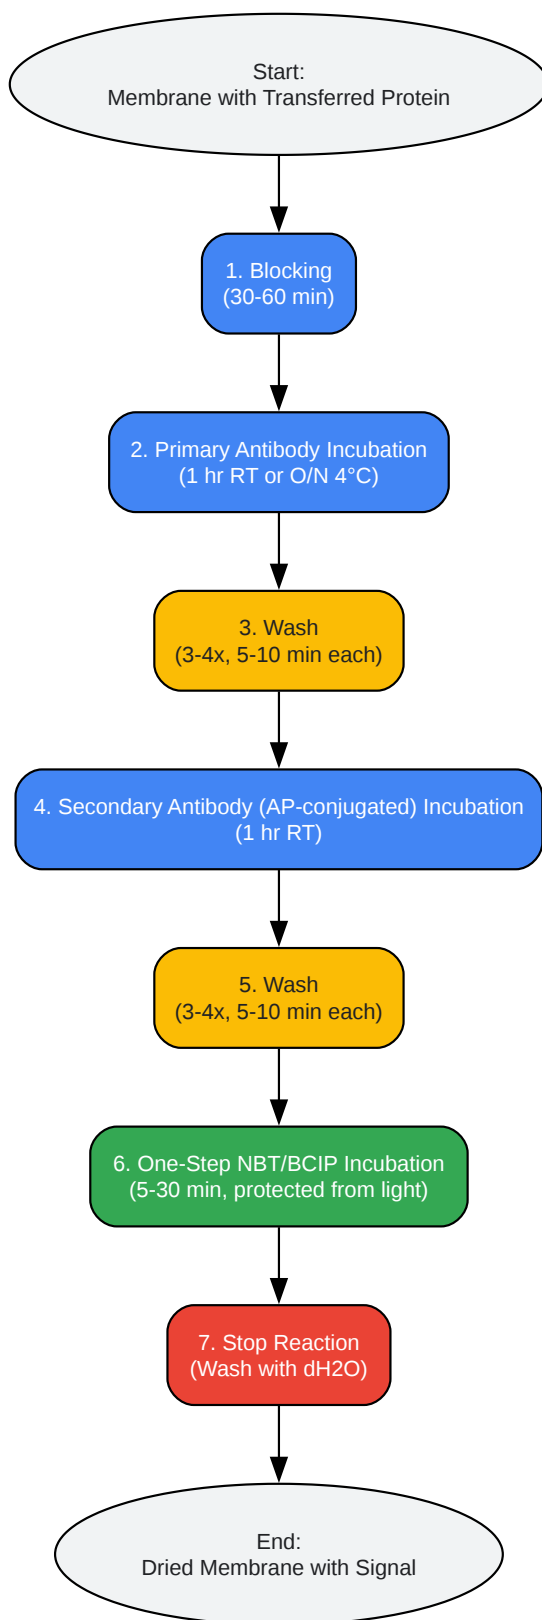 Start:
Membrane with Transferred Protein
1. Blocking
(30-60 min)
2. Primary Antibody Incubation
(1 hr RT or O/N 4°C)
3. Wash
(3-4x, 5-10 min each)
4. Secondary Antibody (AP-conjugated) Incubation
(1 hr RT)
5. Wash
(3-4x, 5-10 min each)
6. One-Step NBT/BCIP Incubation
(5-30 min, protected from light)
7. Stop Reaction
(Wash with dH2O)
End:
Dried Membrane with Signal